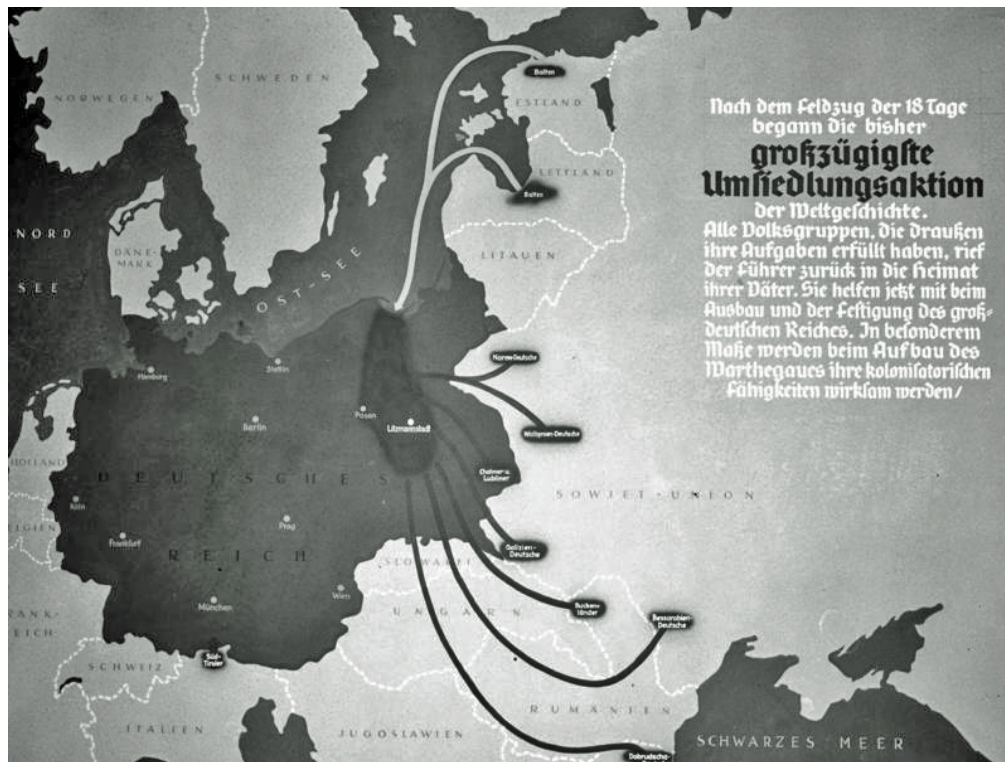 NORWEGEN
SCHWEDEN
Balten
ESTLAND
LETTLAND
Balten
LITAUEN
NORD
SEE
DÄNE-
MARK
OST-SEE
Nach dem Feldzug der 18 Tage
begann die bisher
großzügigste
Umsiedlungsaktion
der Weltgeschichte.
Alle Volksgruppen, die draußen
ihre Aufgaben erfüllt haben, rief
der Führer zurück in die Heimat
ihrer Väter. Sie helfen jetzt mit beim
Ausbau und der Festigung des groß-
deutschen Reiches. In besonderem
Maße werden beim Aufbau des
Warthegaues ihre kolonisatorischen
Fähigkeiten wirksam werden/
Hamburg
Stettin
Berlin
Posen
Litzmannstadt
Narew-Deutsche
Wolhynien-Deutsche
Cholmer u.
Lubliner
HOLLAND
DEUTSCHES
REICH
SOWIET-UNION
Köln
BELGIEN
Frankfurt
Prag
Galizien-
Deutsche
SLOWAKEI
München
Wien
UNGARN
Buchen-
länder
Bessarabien-
Deutsche
FRANK-
REICH
SCHWEIZ
Süd-
Tiroler
ITALIEN
JUGOSLAWIEN
RUMÄNIEN
SCHWARZES MEER
Dobrudscha-